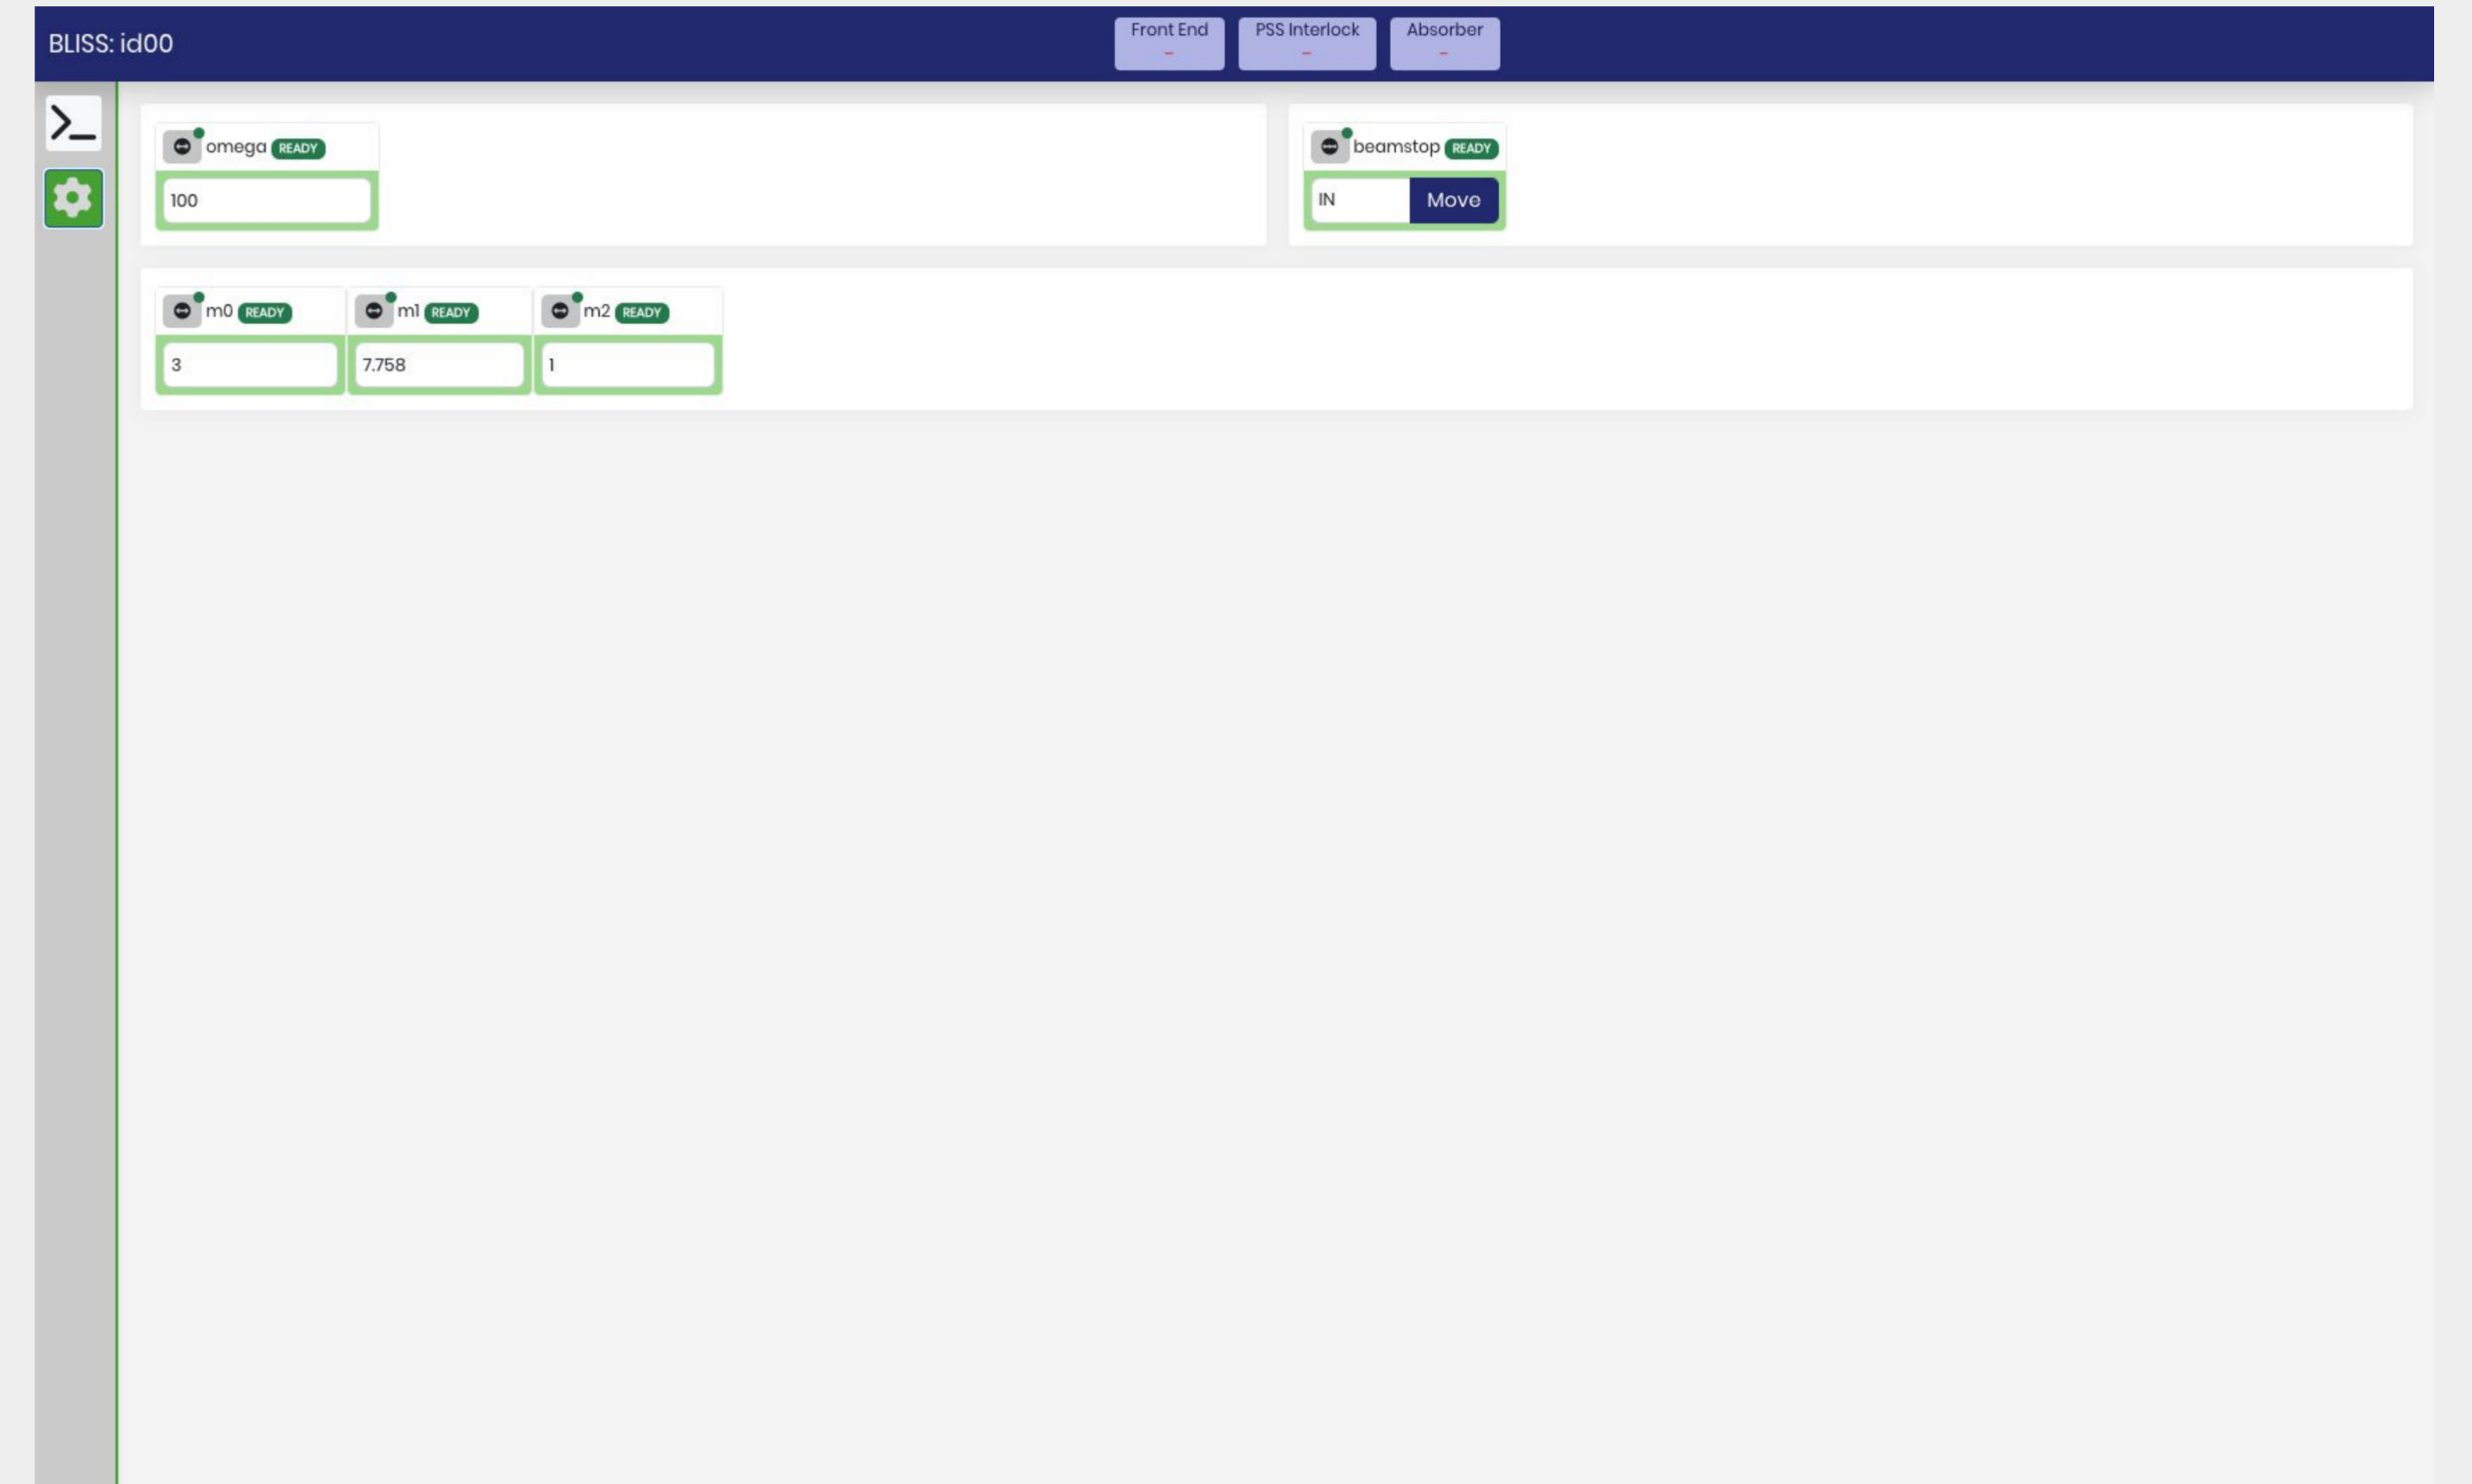 BLISS: id00
Front End
-
PSS Interlock
-
Absorber
-
omega READY
100
beamstop READY
IN Move
m0 READY
3
m1 READY
7.758
m2 READY
1